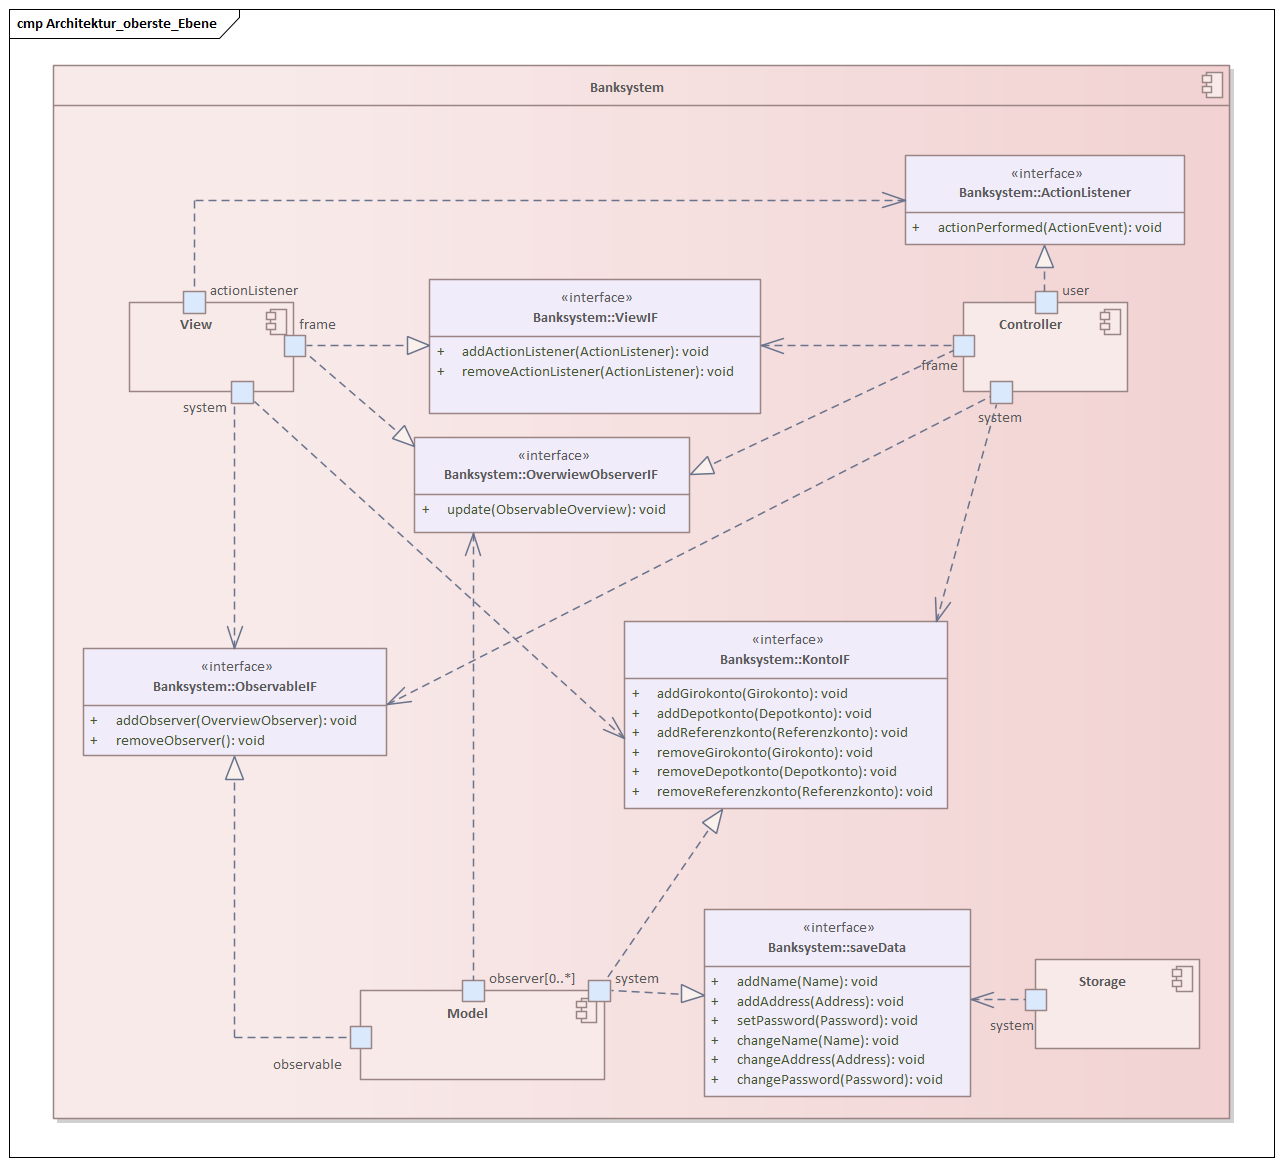 cmp Architektur_oberste_Ebene
Banksystem
«interface»
Banksystem::ActionListener
+ actionPerformed(ActionEvent): void
actionListener
user
View
frame
«interface»
Banksystem::ViewIF
+ addActionListener(ActionListener): void
+ removeActionListener(ActionListener): void
Controller
frame
system
system
«interface»
Banksystem::OverwiewObserverIF
+ update(ObservableOverview): void
«interface»
Banksystem::ObservableIF
+ addObserver(OverviewObserver): void
+ removeObserver(): void
«interface»
Banksystem::KontoIF
+ addGirokonto(Girokonto): void
+ addDepotkonto(Depotkonto): void
+ addReferenzkonto(Referenzkonto): void
+ removeGirokonto(Girokonto): void
+ removeDepotkonto(Depotkonto): void
+ removeReferenzkonto(Referenzkonto): void
observer[0..*]
system
Model
observable
«interface»
Banksystem::saveData
+ addName(Name): void
+ addAddress(Address): void
+ setPassword(Password): void
+ changeName(Name): void
+ changeAddress(Address): void
+ changePassword(Password): void
Storage
system